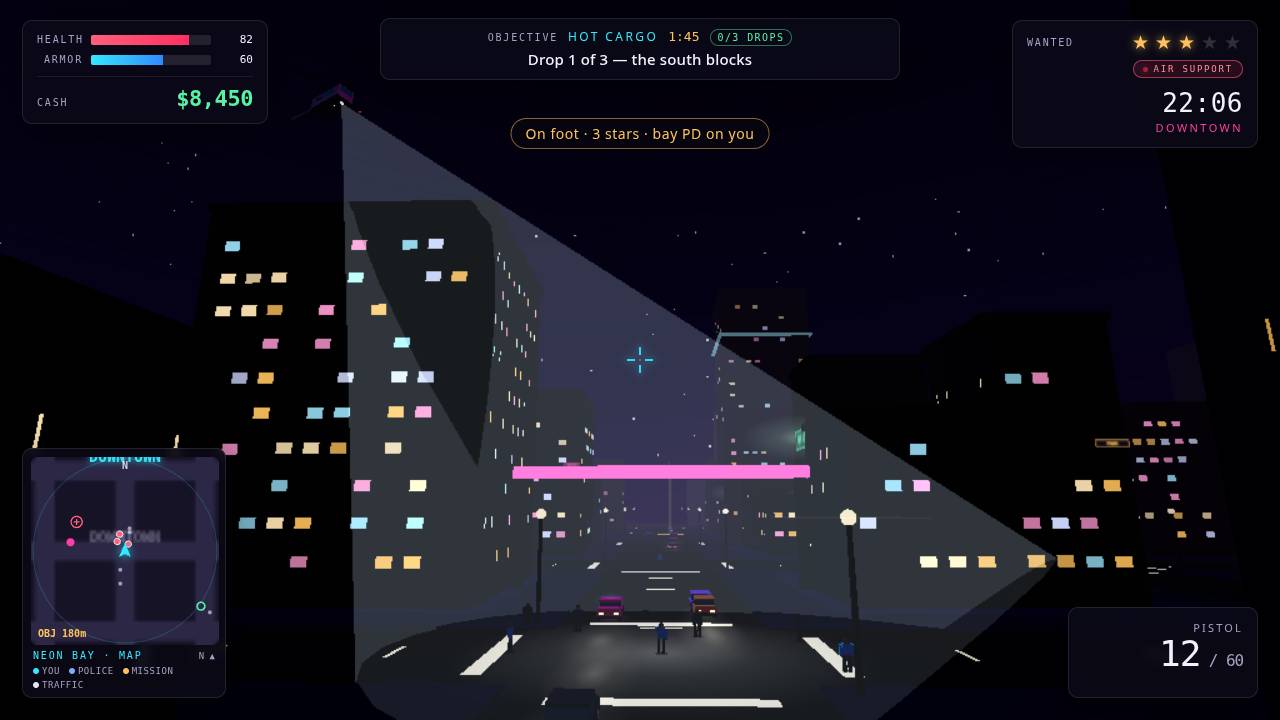 HEALTH 82
ARMOR 60
CASH $8,450
OBJECTIVE HOT CARGO 1:45 0/3 DROPS
Drop 1 of 3 — the south blocks
On foot · 3 stars · bay PD on you
WANTED ★★★★★
AIR SUPPORT
22:06
DOWNTOWN
DOWNTOWN
N
DOWNTOWN
OBJ 180m
NEON BAY · MAP N ▲
YOU POLICE MISSION
TRAFFIC
PISTOL
12 / 60